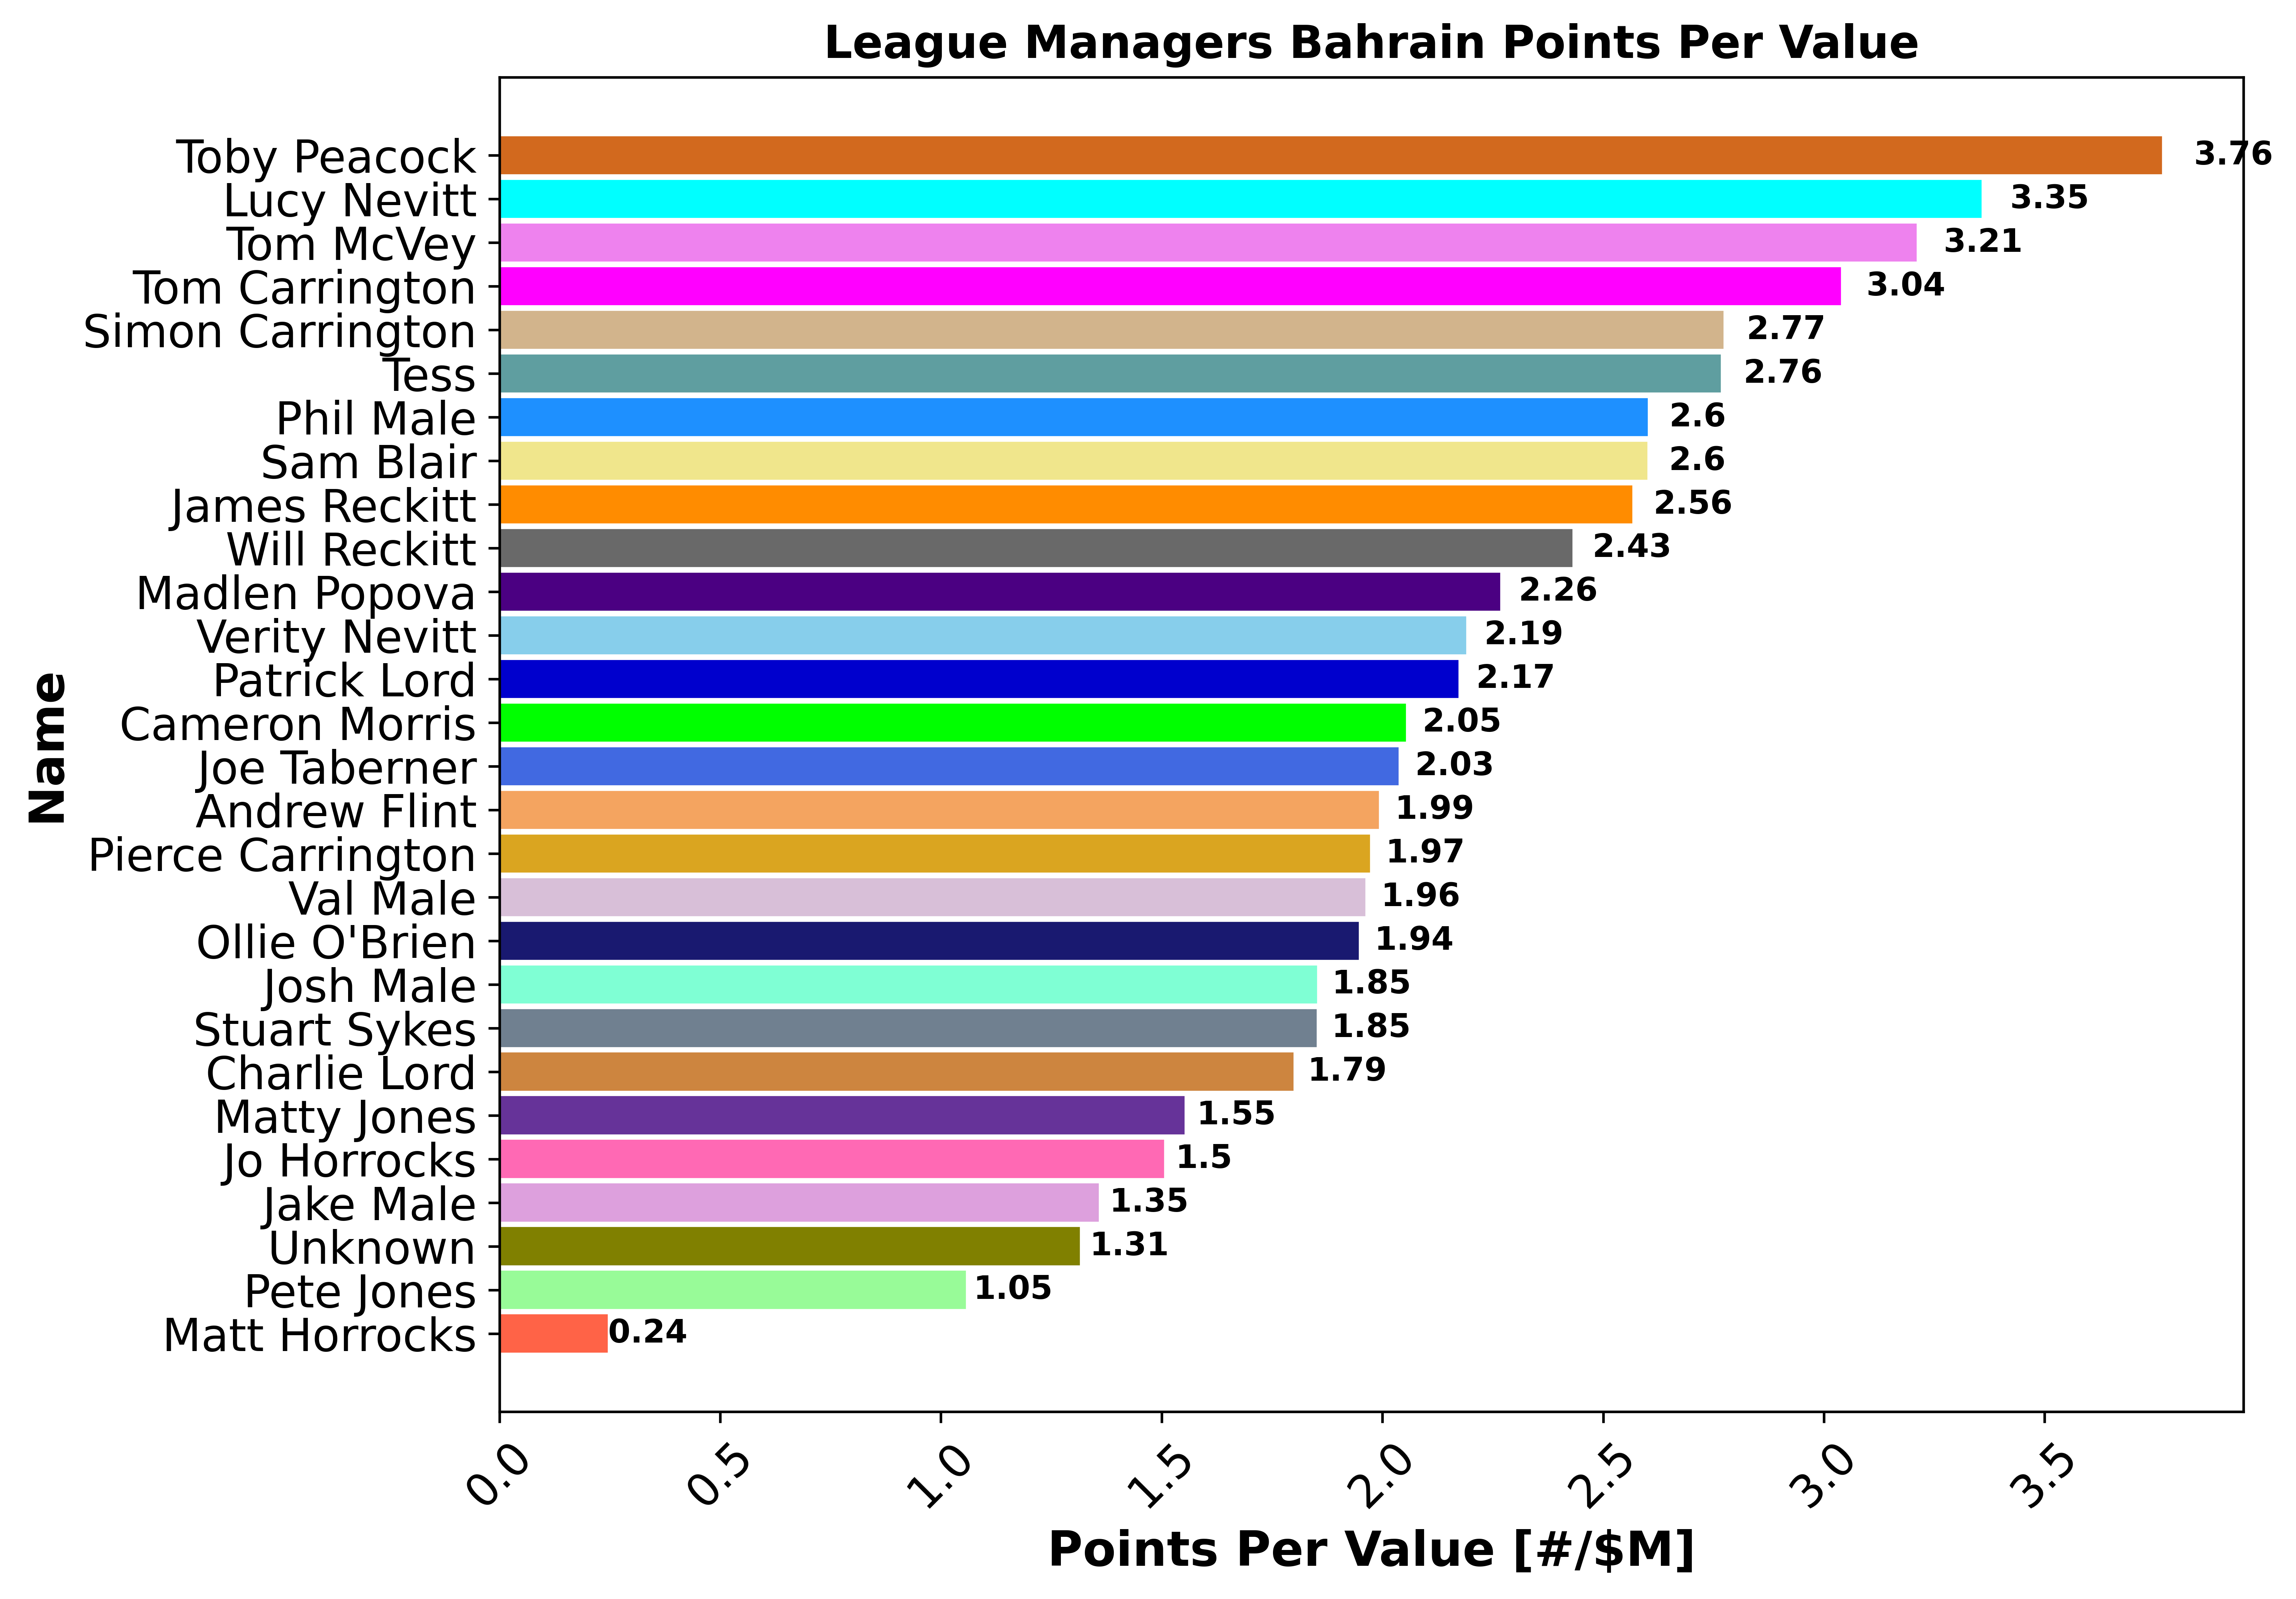 League Managers Bahrain Points Per Value
Toby Peacock 3.76
Lucy Nevitt 3.35
Tom McVey 3.21
Tom Carrington 3.04
Simon Carrington 2.77
Tess 2.76
Phil Male 2.6
Sam Blair 2.6
James Reckitt 2.56
Will Reckitt 2.43
Madlen Popova 2.26
Verity Nevitt 2.19
Patrick Lord 2.17
Cameron Morris 2.05
Joe Taberner 2.03
Andrew Flint 1.99
Pierce Carrington 1.97
Val Male 1.96
Ollie O'Brien 1.94
Josh Male 1.85
Stuart Sykes 1.85
Charlie Lord 1.79
Matty Jones 1.55
Jo Horrocks 1.5
Jake Male 1.35
Unknown 1.31
Pete Jones 1.05
Matt Horrocks 0.24
Name
0.0 0.5 1.0 1.5 2.0 2.5 3.0 3.5
Points Per Value [#/$M]